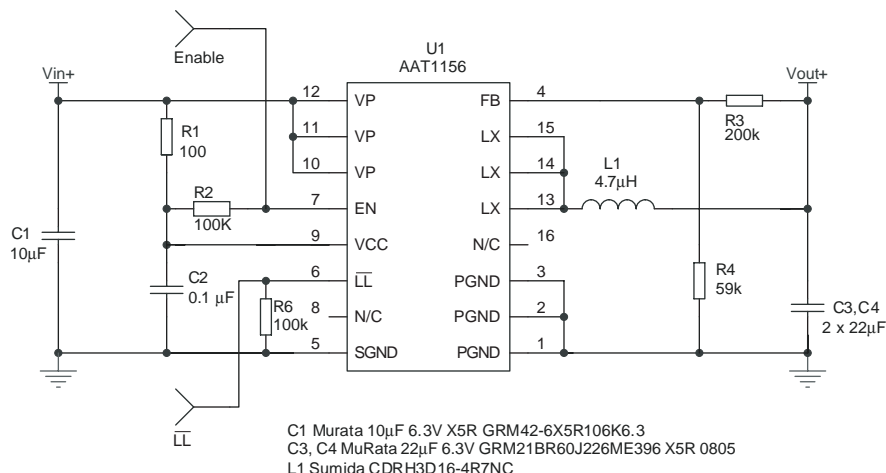 Enable
U1
AAT1156
Vin+
Vout+
12 VP
FB 4
R3
200k
R1
100
11 VP
LX 15
10 VP
LX 14
L1
4.7µH
R2
100K
7 EN
LX 13
C1
10µF
9 VCC
N/C 16
C2
0.1 µF
6 LL
PGND 3
R4
59k
R6
100k
8 N/C
PGND 2
C3,C4
2 x 22µF
5 SGND
PGND 1
LL
C1 Murata 10µF 6.3V X5R GRM42-6X5R106K6.3
C3, C4 MuRata 22µF 6.3V GRM21BR60J226ME396 X5R 0805
L1 Sumida CDRH3D16-4R7NC